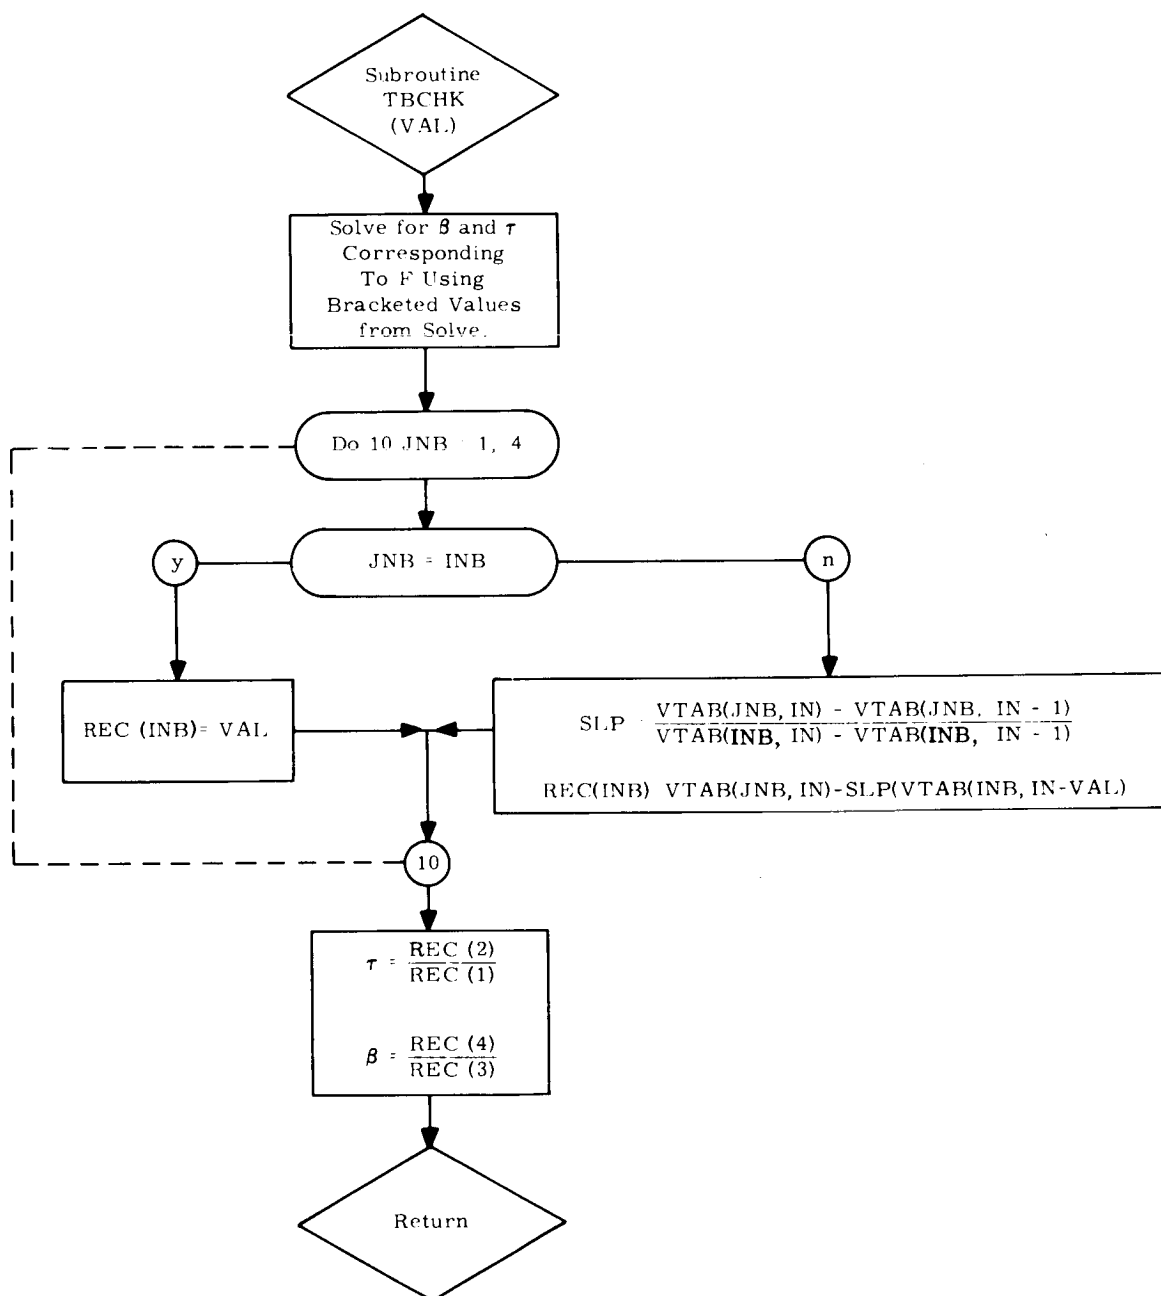 Subroutine
TBCHK
(VAL)
Solve for β and τ
Corresponding
To F Using
Bracketed Values
from Solve.
Do 10 JNB 1, 4
y
JNB = INB
n
REC (INB)= VAL
SLP VTAB(JNB, IN) - VTAB(JNB. IN - 1)
VTAB(INB, IN) - VTAB(INB, IN - 1)
REC(INB) VTAB(JNB, IN)-SLP(VTAB(INB, IN-VAL)
10
τ = REC (2)
REC (1)
β = REC (4)
REC (3)
Return